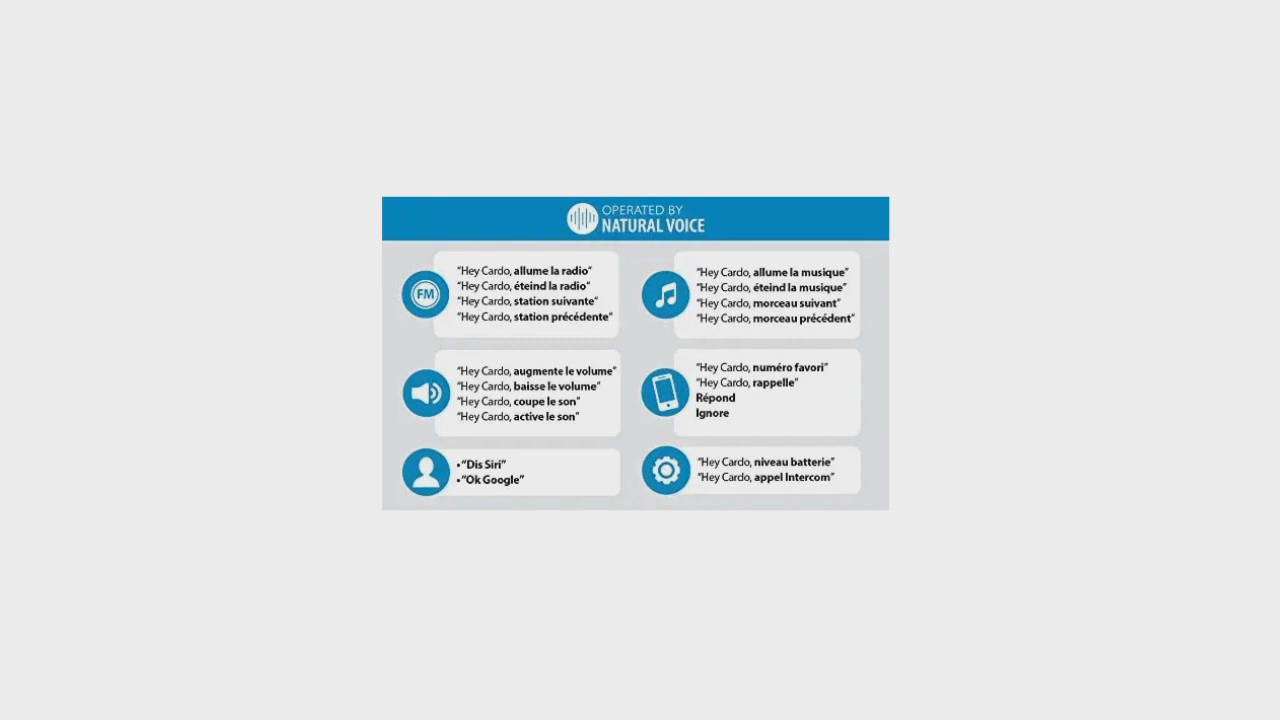 OPERATED BY
NATURAL VOICE
FM
"Hey Cardo, allume la radio"
"Hey Cardo, éteind la radio"
"Hey Cardo, station suivante"
"Hey Cardo, station précédente"
"Hey Cardo, allume la musique"
"Hey Cardo, éteind la musique"
"Hey Cardo, morceau suivant"
"Hey Cardo, morceau précédent"
"Hey Cardo, augmente le volume"
"Hey Cardo, baisse le volume"
"Hey Cardo, coupe le son"
"Hey Cardo, active le son"
"Hey Cardo, numéro favori"
"Hey Cardo, rappelle"
Répond
Ignore
•"Dis Siri"
•"Ok Google"
"Hey Cardo, niveau batterie"
"Hey Cardo, appel Intercom"